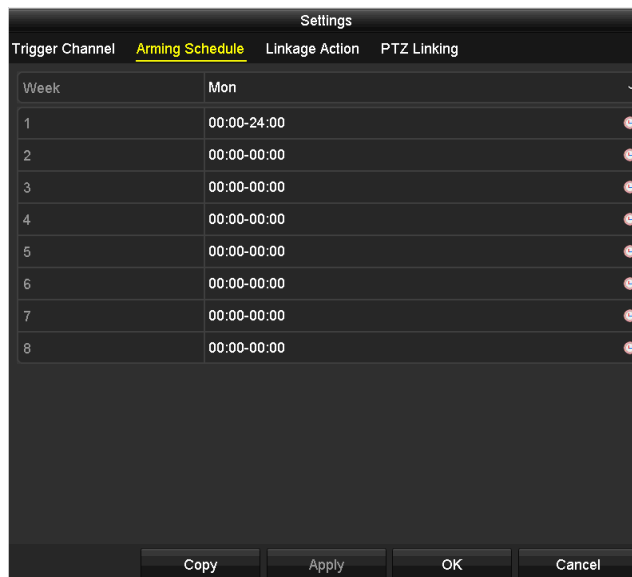 Settings
Trigger Channel Arming Schedule Linkage Action PTZ Linking
Week Mon
1 00:00-24:00
2 00:00-00:00
3 00:00-00:00
4 00:00-00:00
5 00:00-00:00
6 00:00-00:00
7 00:00-00:00
8 00:00-00:00
Copy Apply OK Cancel